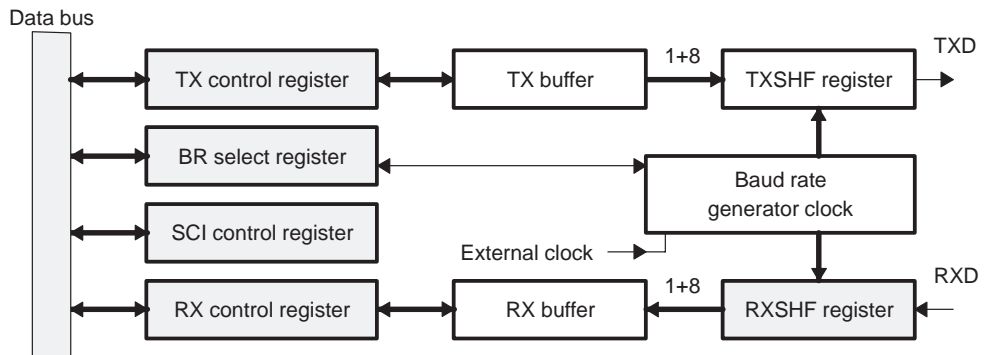 Data bus
TX control register
TX buffer
1+8
TXSHF register
TXD
BR select register
Baud rate
generator clock
SCI control register
External clock
RX control register
RX buffer
1+8
RXSHF register
RXD